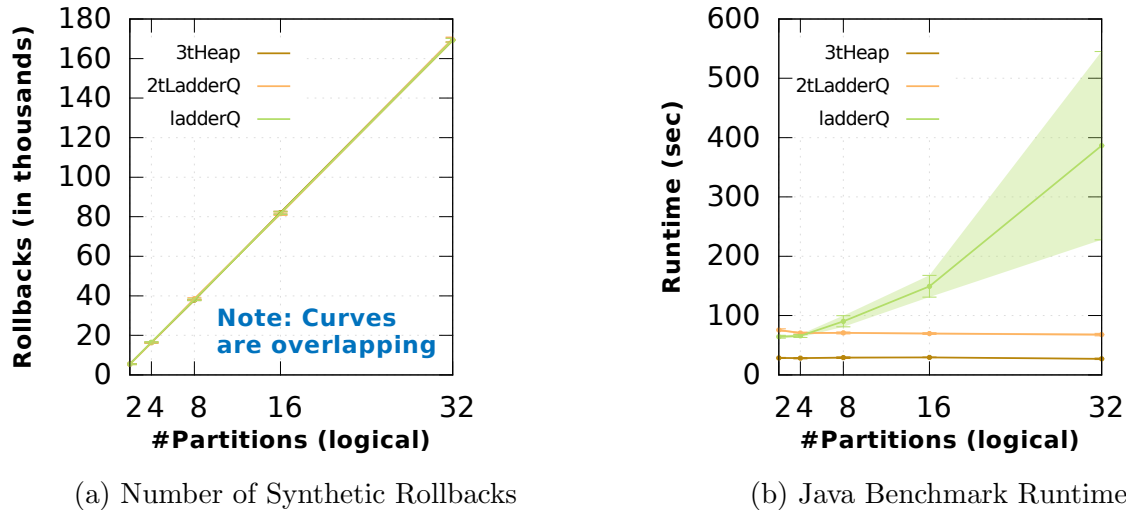 180
160
140
120
100
80
60
40
20
0
Rollbacks (in thousands)
3tHeap
2tLadderQ
ladderQ
Note: Curves
are overlapping
2 4 8 16 32
#Partitions (logical)
(a) Number of Synthetic Rollbacks
600
500
400
300
200
100
0
Runtime (sec)
3tHeap
2tLadderQ
ladderQ
2 4 8 16 32
#Partitions (logical)
(b) Java Benchmark Runtime